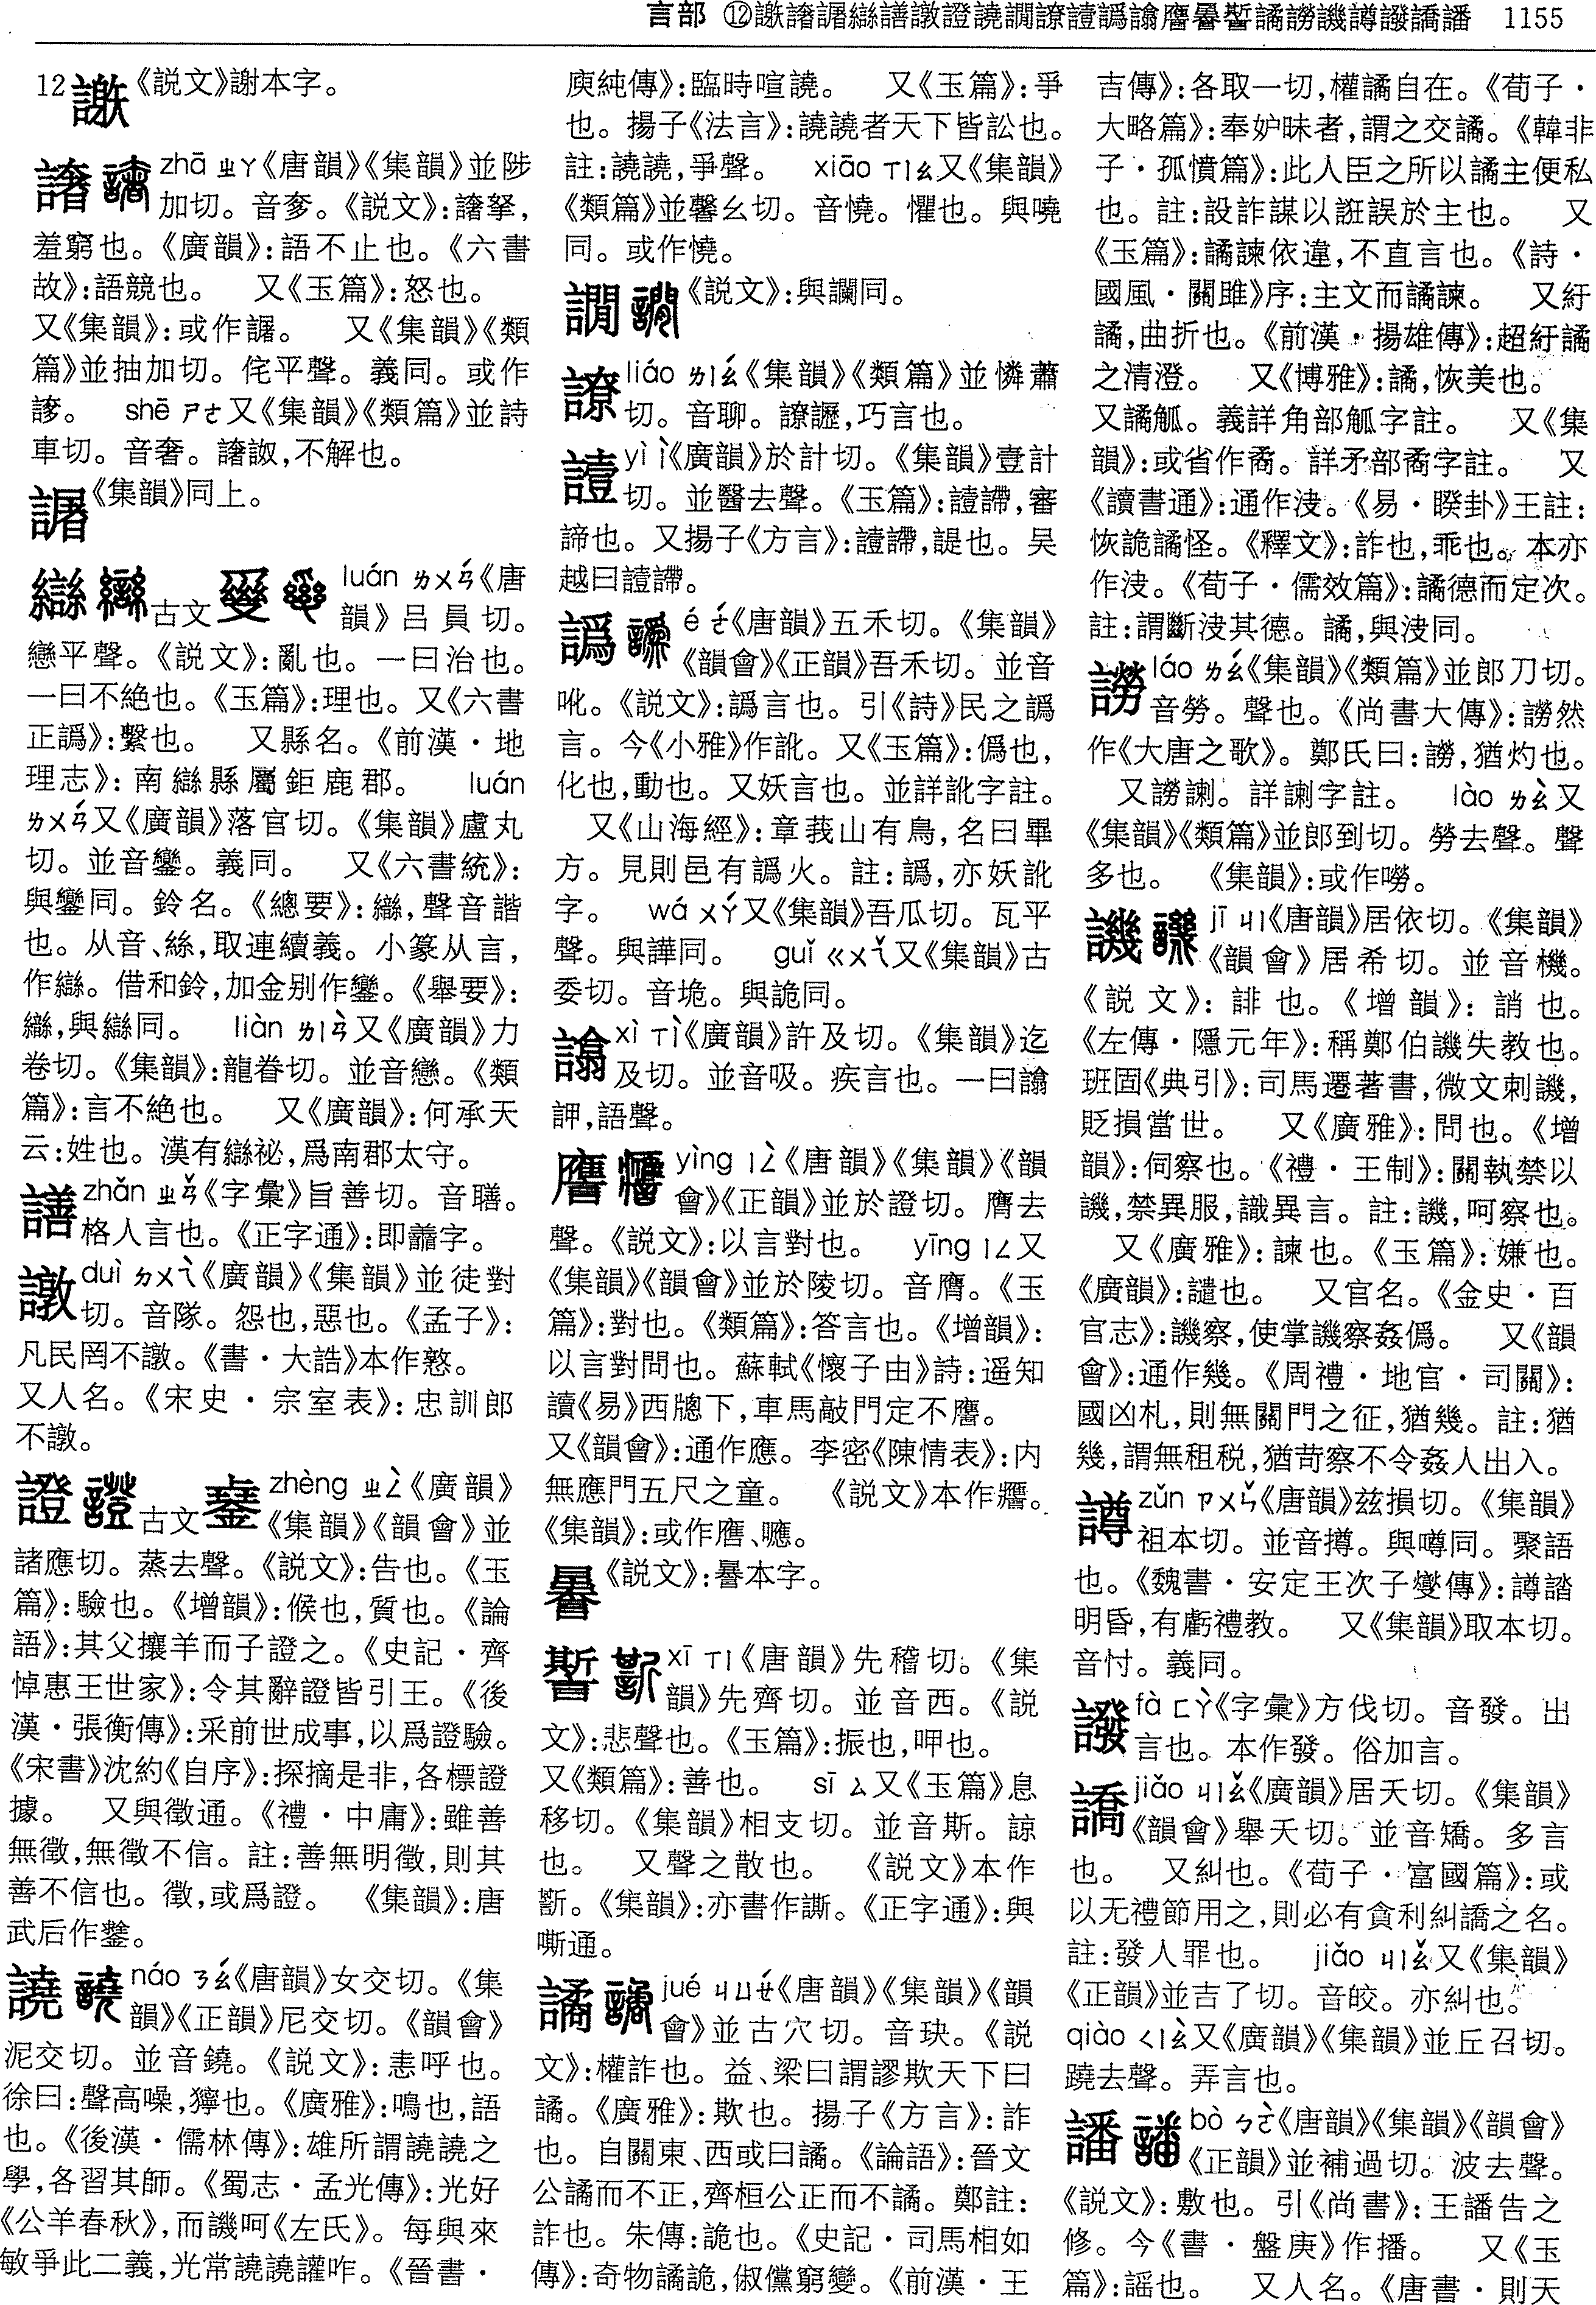 言部 ⑫䜍譇䜈䜌譱譈證譊譋䜍譩譌譮譍謈䜁譎䜎譏譐䜏譑譒 1155
12 《説文》謝本字。
譇 zhā ㄓㄚ《唐韻》《集韻》並陟
加切。音奓。《説文》:譇拏,
羞窮也。《廣韻》:語不止也。《六書
故》:語競也。 又《玉篇》:怒也。
又《集韻》:或作䜈。 又《集韻》《類
篇》並抽加切。侘平聲。義同。或作
謻。 shē ㄕㄜ又《集韻》《類篇》並詩
車切。音奢。譇詉,不解也。
《集韻》同上。
䜌 古文 luán ㄌㄨㄢˊ《唐
韻》吕員切。
戀平聲。《説文》:亂也。一曰治也。
一曰不絶也。《玉篇》:理也。又《六書
正譌》:繫也。 又縣名。《前漢·地
理志》:南䜌縣屬鉅鹿郡。 luán
ㄌㄨㄢˊ又《廣韻》落官切。《集韻》盧丸
切。並音鑾。義同。 又《六書統》:
與鑾同。鈴名。《總要》:䜌,聲音諧
也。从音、絲,取連續義。小篆从言,
作䜌。借和鈴,加金别作鑾。《舉要》:
䜌,與䜌同。 liàn ㄌㄧㄢˋ又《廣韻》力
卷切。《集韻》:龍眷切。並音戀。《類
篇》:言不絶也。 又《廣韻》:何承天
云:姓也。漢有䜌祕,爲南郡太守。
zhǎn ㄓㄢˇ《字彙》旨善切。音䏼。
格人言也。《正字通》:即譫字。
譈 duì ㄉㄨㄟˋ《廣韻》《集韻》並徒對
切。音隊。怨也,惡也。《孟子》:
凡民罔不譈。《書·大誥》本作憝。
又人名。《宋史·宗室表》:忠訓郎
不譈。
證 古文 zhèng ㄓㄥˋ《廣韻》
《集韻》《韻會》並
諸應切。蒸去聲。《説文》:告也。《玉
篇》:驗也。《增韻》:候也,質也。《論
語》:其父攘羊而子證之。《史記·齊
悼惠王世家》:令其辭證皆引王。《後
漢·張衡傳》:采前世成事,以爲證驗。
《宋書》沈約《自序》:探摘是非,各標證
據。 又與徵通。《禮·中庸》:雖善
無徵,無徵不信。註:善無明徵,則其
善不信也。徵,或爲證。 《集韻》:唐
武后作𨭻。
譊 náo ㄋㄠˊ《唐韻》女交切。《集
韻》《正韻》尼交切。《韻會》
泥交切。並音鐃。《説文》:恚呼也。
徐曰:聲高噪,獰也。《廣雅》:鳴也,語
也。《後漢·儒林傳》:雄所謂譊譊之
學,各習其師。《蜀志·孟光傳》:光好
《公羊春秋》,而譏呵《左氏》。每與來
敏爭此二義,光常譊譊讙咋。《晉書·
庾純傳》:臨時喧譊。 又《玉篇》:爭
也。揚子《法言》:譊譊者天下皆訟也。
註:譊譊,爭聲。 xiāo ㄒㄧㄠ又《集韻》
《類篇》並馨幺切。音憢。懼也。與嘵
同。或作憢。
譋 《説文》:與讕同。
liáo ㄌㄧㄠˊ《集韻》《類篇》並憐蕭
切。音聊。䜍讈,巧言也。
譩 yì ㄧˋ《廣韻》於計切。《集韻》壹計
切。並醫去聲。《玉篇》:譩䜕,審
諦也。又揚子《方言》:譩䜕,諟也。吴
越曰譩䜕。
譌 é ㄜˊ《唐韻》五禾切。《集韻》
《韻會》《正韻》吾禾切。並音
吪。《説文》:譌言也。引《詩》民之譌
言。今《小雅》作訛。又《玉篇》:僞也,
化也,動也。又妖言也。並詳訛字註。
又《山海經》:章莪山有鳥,名曰畢
方。見則邑有譌火。註:譌,亦妖訛
字。 wá ㄨㄚˊ又《集韻》吾瓜切。瓦平
聲。與譁同。 guǐ ㄍㄨㄟˇ又《集韻》古
委切。音垝。與詭同。
xì ㄒㄧˋ《廣韻》許及切。《集韻》迄
及切。並音吸。疾言也。一曰譮
訷,語聲。
譍 yìng ㄧㄥˋ《唐韻》《集韻》《韻
會》《正韻》並於證切。膺去
聲。《説文》:以言對也。 yīng ㄧㄥ又
《集韻》《韻會》並於陵切。音膺。《玉
篇》:對也。《類篇》:答言也。《增韻》:
以言對問也。蘇軾《懷子由》詩:遥知
讀《易》西牕下,車馬敲門定不譍。
又《韻會》:通作應。李密《陳情表》:内
無應門五尺之童。 《説文》本作𤻮。
《集韻》:或作䧹、噟。
《説文》:謈本字。
xī ㄒㄧ《唐韻》先稽切。《集
韻》先齊切。並音西。《説
文》:悲聲也。《玉篇》:振也,呷也。
又《類篇》:善也。 sī ㄙ又《玉篇》息
移切。《集韻》相支切。並音斯。諒
也。 又聲之散也。 《説文》本作
𧫬。《集韻》:亦書作謕。《正字通》:與
嘶通。
譎 jué ㄐㄩㄝˊ《唐韻》《集韻》《韻
會》並古穴切。音玦。《説
文》:權詐也。益、梁曰謂謬欺天下曰
譎。《廣雅》:欺也。揚子《方言》:詐
也。自關東、西或曰譎。《論語》:晉文
公譎而不正,齊桓公正而不譎。鄭註:
詐也。朱傳:詭也。《史記·司馬相如
傳》:奇物譎詭,俶儻窮變。《前漢·王
吉傳》:各取一切,權譎自在。《荀子·
大略篇》:奉妒昧者,謂之交譎。《韓非
子·孤憤篇》:此人臣之所以譎主便私
也。註:設詐謀以誑誤於主也。 又
《玉篇》:譎諫依違,不直言也。《詩·
國風·關雎》序:主文而譎諫。 又紆
譎,曲折也。《前漢·揚雄傳》:超紆譎
之清澄。 又《博雅》:譎,恢美也。
又譎觚。義詳角部觚字註。 又《集
韻》:或省作矞。詳矛部矞字註。 又
《讀書通》:通作決。《易·睽卦》王註:
恢詭譎怪。《釋文》:詐也,乖也。本亦
作決。《荀子·儒效篇》:譎德而定次。
註:謂斷決其德。譎,與決同。
láo ㄌㄠˊ《集韻》《類篇》並郎刀切。
音勞。聲也。《尚書大傳》:䜎然
作《大唐之歌》。鄭氏曰:䜎,猶灼也。
又䜎謝。詳謝字註。 lào ㄌㄠˋ又
《集韻》《類篇》並郎到切。勞去聲。聲
多也。 《集韻》:或作嘮。
譏 jī ㄐㄧ《唐韻》居依切。《集韻》
《韻會》居希切。並音機。
《説文》:誹也。《增韻》:誚也。
《左傳·隱元年》:稱鄭伯譏失教也。
班固《典引》:司馬遷著書,微文刺譏,
貶損當世。 又《廣雅》:問也。《增
韻》:伺察也。《禮·王制》:關執禁以
譏,禁異服,識異言。註:譏,呵察也。
又《廣雅》:諫也。《玉篇》:嫌也。
《廣韻》:譴也。 又官名。《金史·百
官志》:譏察,使掌譏察姦僞。 又《韻
會》:通作幾。《周禮·地官·司關》:
國凶札,則無關門之征,猶幾。註:猶
幾,謂無租税,猶苛察不令姦人出入。
譐 zǔn ㄗㄨㄣˇ《唐韻》兹損切。《集韻》
祖本切。並音撙。與噂同。聚語
也。《魏書·安定王次子燮傳》:譐誻
明昏,有虧禮教。 又《集韻》取本切。
音忖。義同。
fà ㄈㄚˋ《字彙》方伐切。音發。出
言也。本作發。俗加言。
譑 jiǎo ㄐㄧㄠˇ《廣韻》居夭切。《集韻》
《韻會》舉夭切。並音矯。多言
也。 又糾也。《荀子·富國篇》:或
以无禮節用之,則必有貪利糾譑之名。
註:發人罪也。 jiǎo ㄐㄧㄠˇ又《集韻》
《正韻》並吉了切。音皎。亦糾也。
qiào ㄑㄧㄠˋ又《廣韻》《集韻》並丘召切。
蹺去聲。弄言也。
譒 bò ㄅㄛˋ《唐韻》《集韻》《韻會》
《正韻》並補過切。波去聲。
《説文》:敷也。引《尚書》:王譒告之
修。今《書·盤庚》作播。 又《玉
篇》:謡也。 又人名。《唐書·則天